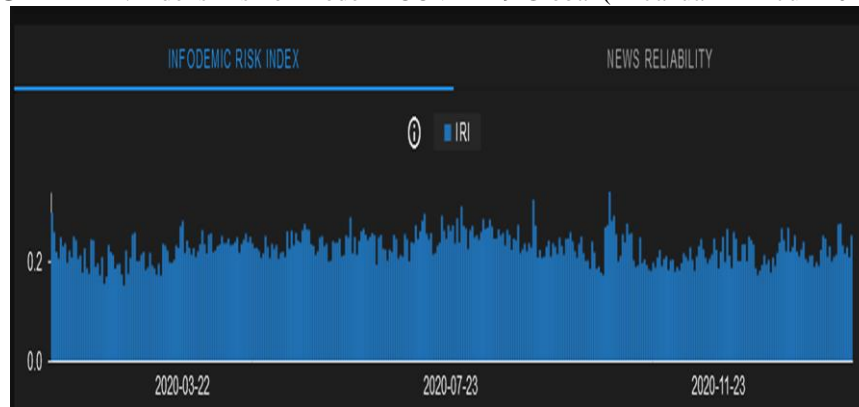 INFODEMIC RISK INDEX NEWS RELIABILITY
IRI
0.2
0.0
2020-03-22 2020-07-23 2020-11-23